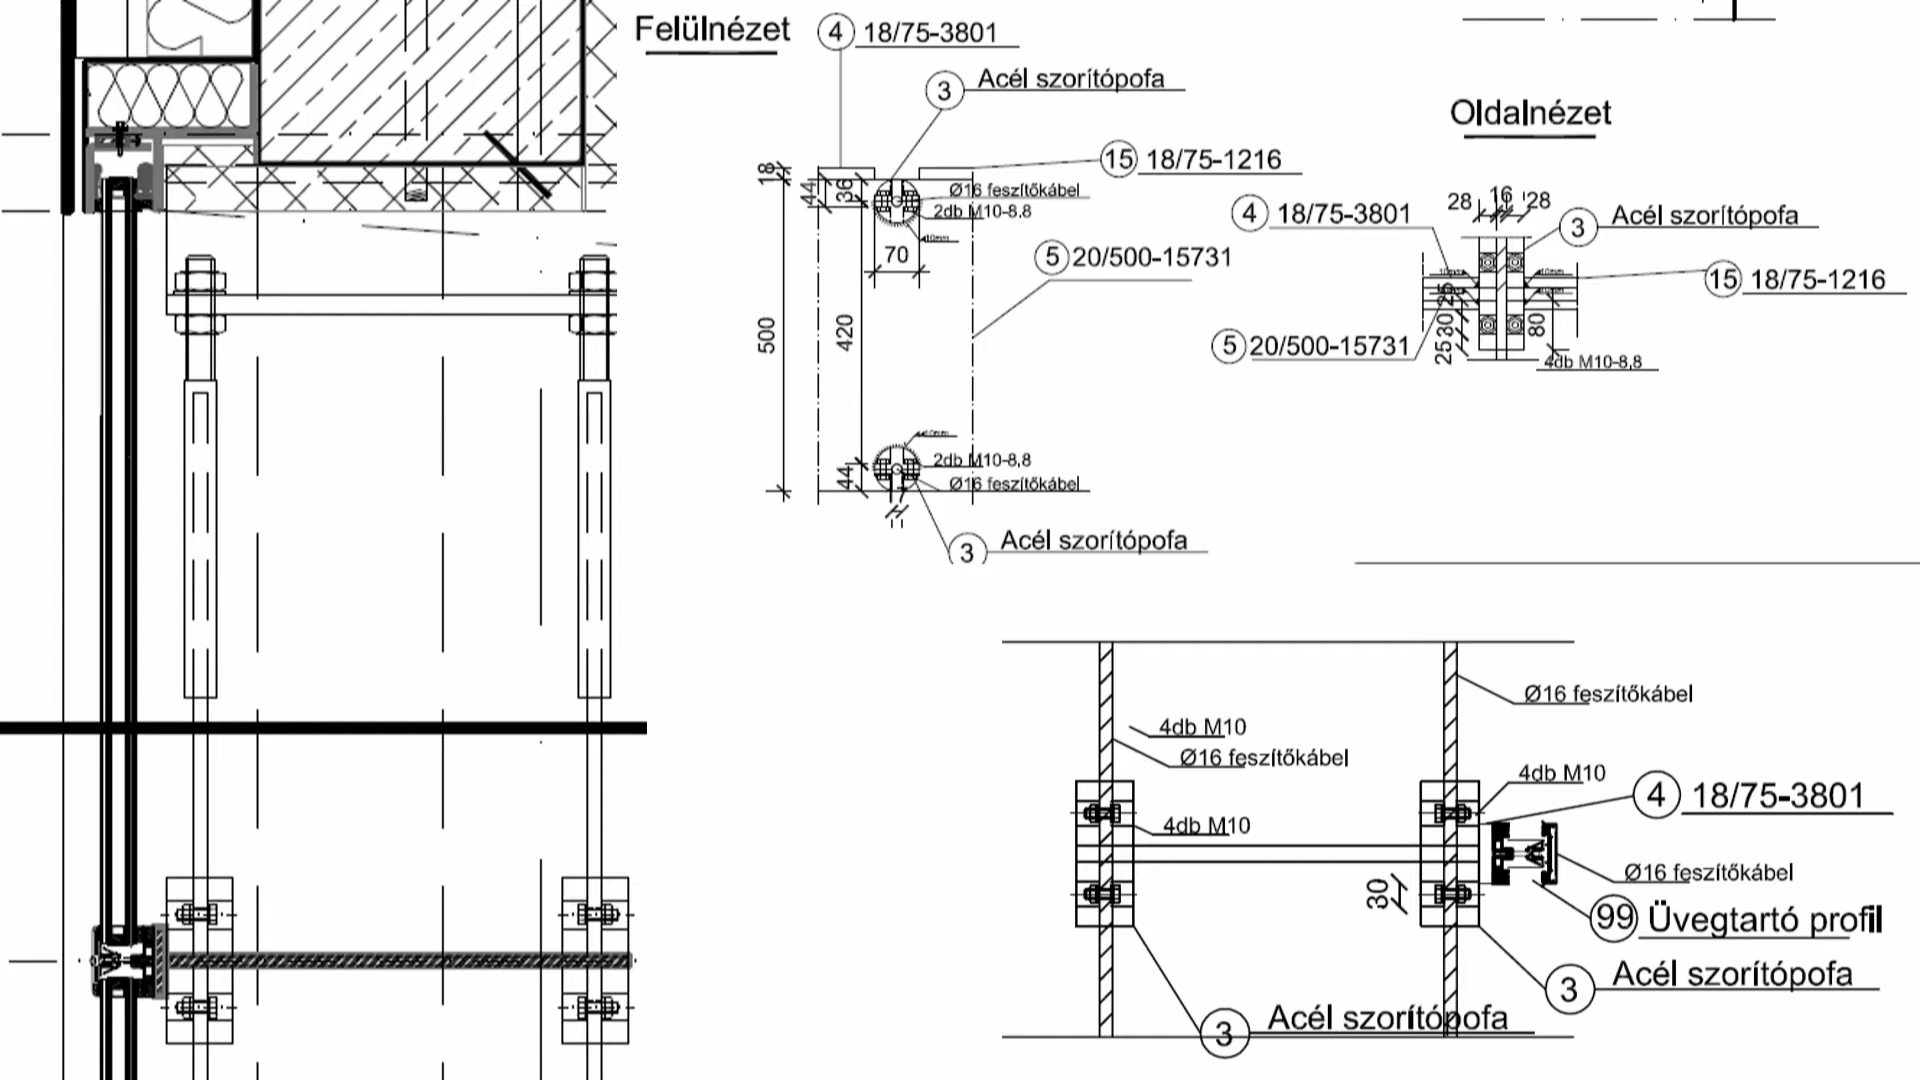 Felülnézet
4 18/75-3801
3 Acél szorítópofa
15 18/75-1216
18
44
36
Ø16 feszítőkábel
2db M10-8,8
70
5 20/500-15731
500
420
2db M10-8,8
44
Ø16 feszítőkábel
3 Acél szorítópofa
Oldalnézet
28 16 28
4 18/75-3801
3 Acél szorítópofa
15 18/75-1216
25
30
25
80
5 20/500-15731
4db M10-8,8
Ø16 feszítőkábel
4db M10
Ø16 feszítőkábel
4db M10
4 18/75-3801
4db M10
30
Ø16 feszítőkábel
99 Üvegtartó profil
3 Acél szorítópofa
3 Acél szorítópofa